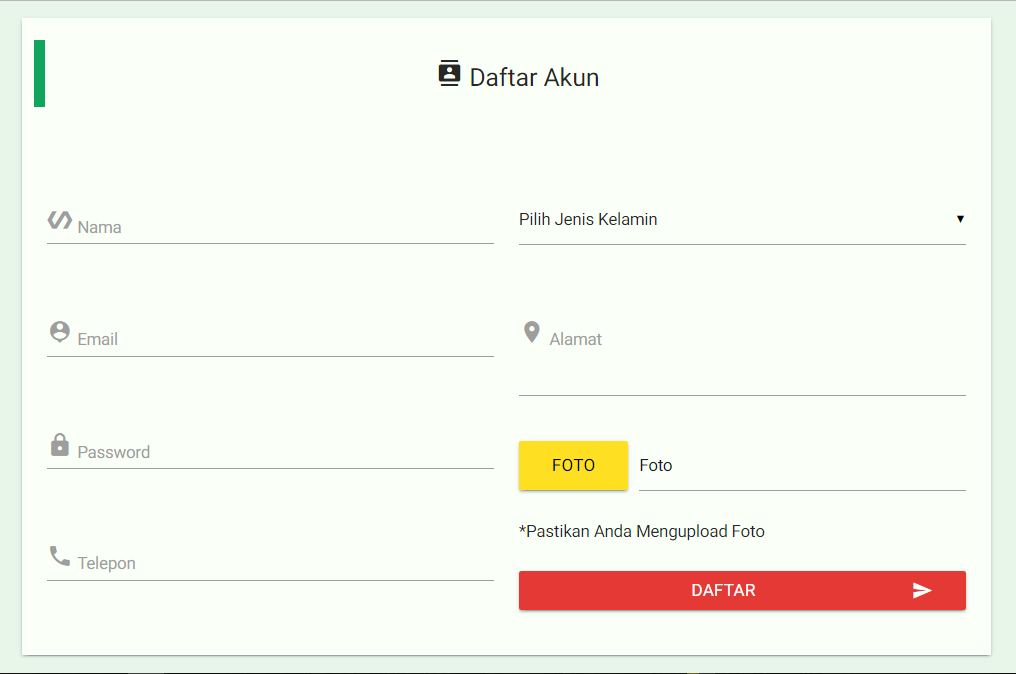 Daftar Akun
Nama
Pilih Jenis Kelamin
Email
Alamat
Password
FOTO
Foto
Telepon
*Pastikan Anda Mengupload Foto
DAFTAR